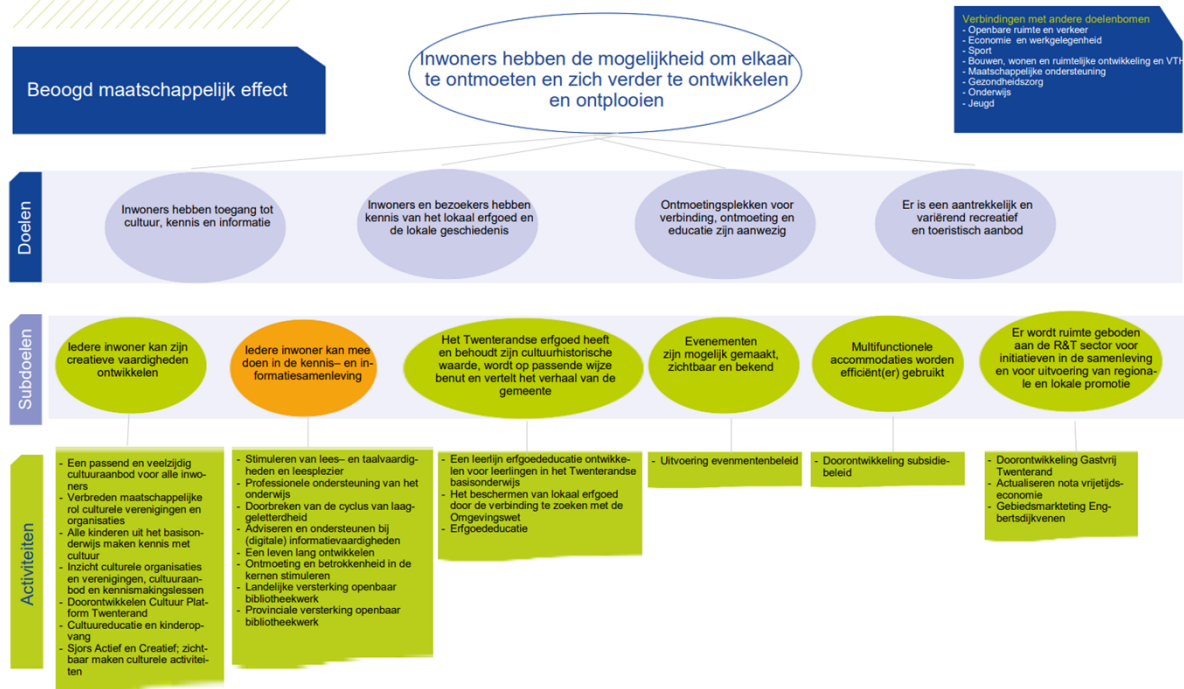 Beoogd maatschappelijk effect
Inwoners hebben de mogelijkheid om elkaar
te ontmoeten en zich verder te ontwikkelen
en ontplooien
Verbindingen met andere doelenbomen
- Openbare ruimte en verkeer
- Economie en werkgelegenheid
- Sport
- Bouwen, wonen en ruimtelijke ontwikkeling en VTH
- Maatschappelijke ondersteuning
- Gezondheidszorg
- Onderwijs
- Jeugd
Doelen
Inwoners hebben toegang tot
cultuur, kennis en informatie
Inwoners en bezoekers hebben
kennis van het lokaal erfgoed en
de lokale geschiedenis
Ontmoetingsplekken voor
verbinding, ontmoeting en
educatie zijn aanwezig
Er is een aantrekkelijk en
variërend recreatief
en toeristisch aanbod
Subdoelen
Iedere inwoner kan zijn
creatieve vaardigheden
ontwikkelen
Iedere inwoner kan mee
doen in de kennis– en in-
formatiesamenleving
Het Twenterandse erfgoed heeft
en behoudt zijn cultuurhistorische
waarde, wordt op passende wijze
benut en vertelt het verhaal van de
gemeente
Evenementen
zijn mogelijk gemaakt,
zichtbaar en bekend
Multifunctionele
accommodaties worden
efficiënt(er) gebruikt
Er wordt ruimte geboden
aan de R&T sector voor
initiatieven in de samenleving
en voor uitvoering van regiona-
le en lokale promotie
Activiteiten
- Een passend en veelzijdig
cultuuraanbod voor alle inwo-
ners
- Verbreden maatschappelijke
rol culturele verenigingen en
organisaties
- Alle kinderen uit het basison-
derwijs maken kennis met
cultuur
- Inzicht culturele organisaties
en verenigingen, cultuuraan-
bod en kennismakingslessen
- Doorontwikkelen Cultuur Plat-
form Twenterand
- Cultuureducatie en kinderop-
vang
- Sjors Actief en Creatief; zicht-
baar maken culturele activitei-
ten
- Stimuleren van lees– en taalvaardig-
heden en leesplezier
- Professionele ondersteuning van het
onderwijs
- Doorbreken van de cyclus van laag-
geletterdheid
- Adviseren en ondersteunen bij
(digitale) informatievaardigheden
- Een leven lang ontwikkelen
- Ontmoeting en betrokkenheid in de
kernen stimuleren
- Landelijke versterking openbaar
bibliotheekwerk
- Provinciale versterking openbaar
bibliotheekwerk
- Een leerlijn erfgoededucatie ontwikke-
len voor leerlingen in het Twenterandse
basisonderwijs
- Het beschermen van lokaal erfgoed
door de verbinding te zoeken met de
Omgevingswet
- Erfgoededucatie
- Uitvoering evenmentenbeleid
- Doorontwikkeling subsidie-
beleid
- Doorontwikkeling Gastvrij
Twenterand
- Actualiseren nota vrijetijds-
economie
- Gebiedsmarkteting Eng-
bertsdijkvenen